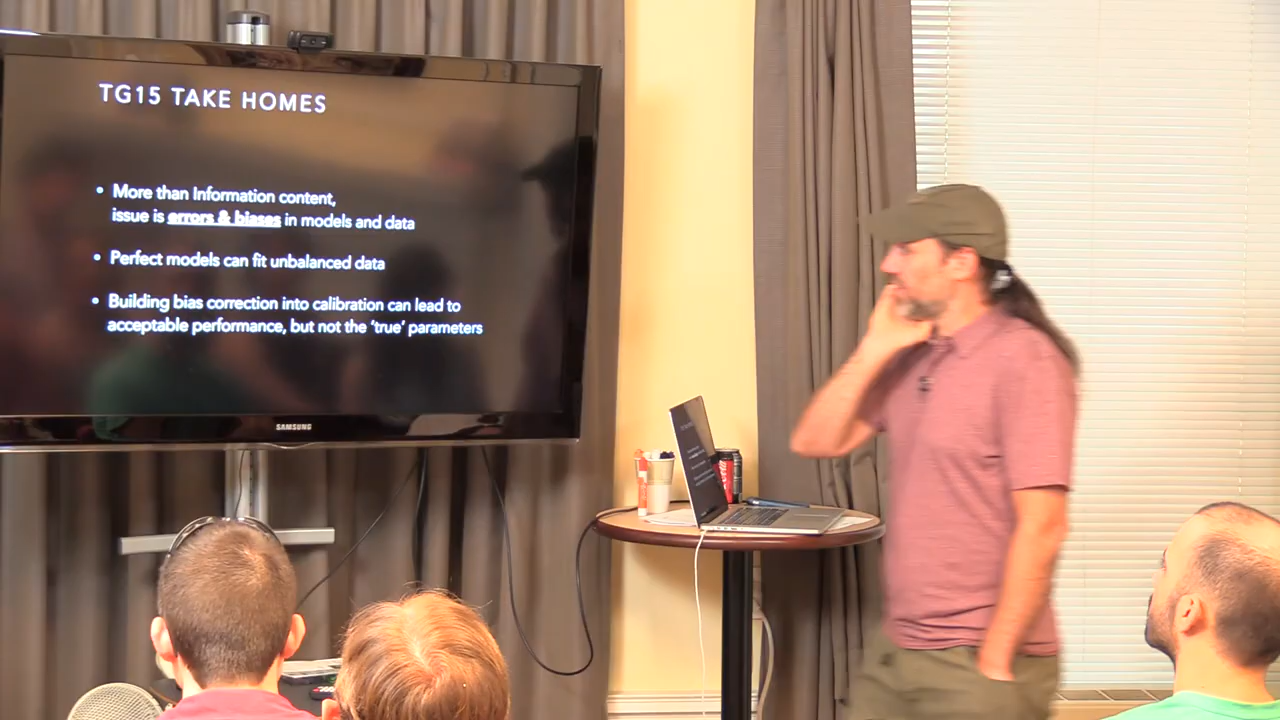 TG15 TAKE HOMES
• More than Information content,
issue is errors & biases in models and data
• Perfect models can fit unbalanced data
• Building bias correction into calibration can lead to
acceptable performance, but not the ‘true’ parameters
SAMSUNG